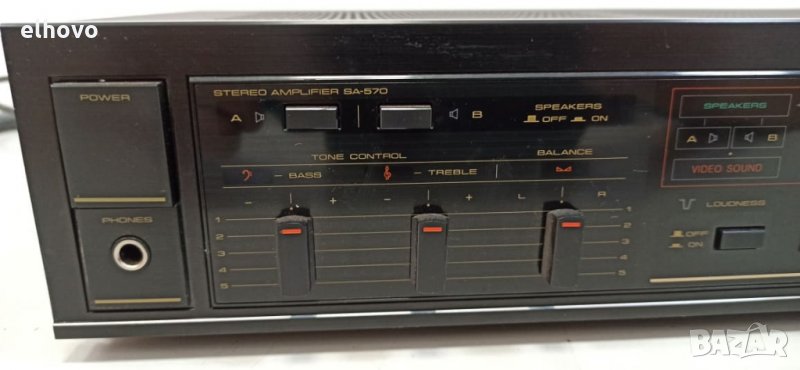 elhovo
POWER
STEREO AMPLIFIER SA-570
A B
SPEAKERS
OFF ON
SPEAKERS
A B
VIDEO SOUND
TONE CONTROL BALANCE
- BASS - TREBLE
- + - + L R
LOUDNESS
OFF
ON
PHONES
1 1
2 2
3 3
4 4
5 5
BAZAR